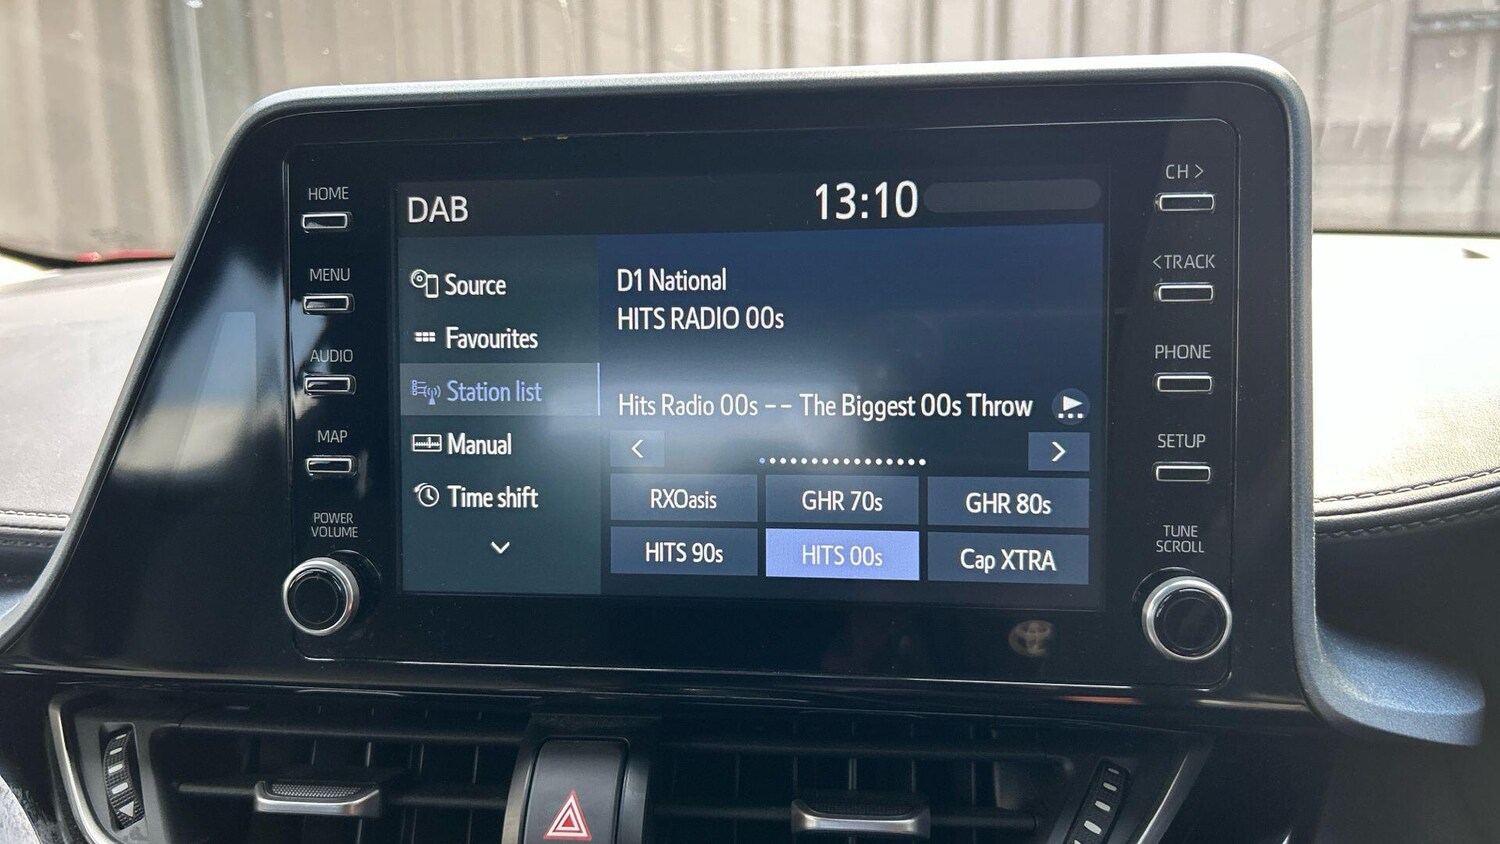 HOME
MENU
AUDIO
MAP
POWER
VOLUME
DAB
13:10
Source
Favourites
Station list
Manual
Time shift
D1 National
HITS RADIO 00s
Hits Radio 00s -- The Biggest 00s Throw
RXOasis
GHR 70s
GHR 80s
HITS 90s
HITS 00s
Cap XTRA
CH >
< TRACK
PHONE
SETUP
TUNE
SCROLL